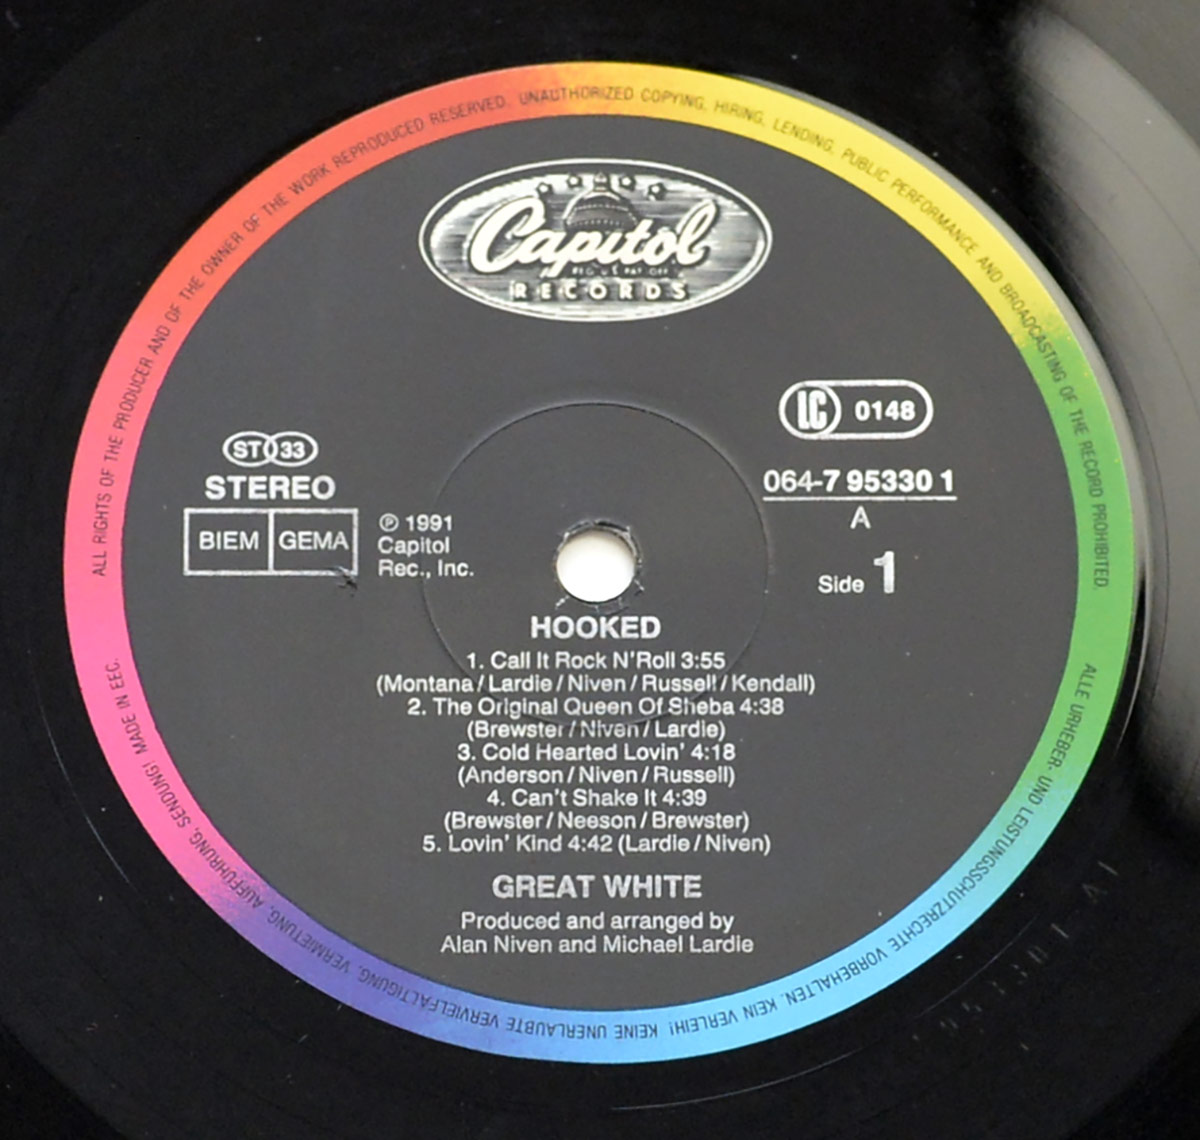 ALL RIGHTS OF THE PRODUCER AND OF THE OWNER OF THE WORK REPRODUCED RESERVED. UNAUTHORIZED COPYING, HIRING, LENDING, PUBLIC PERFORMANCE AND BROADCASTING OF THE RECORD PROHIBITED.
Capitol
REG. U.S. PAT. OFF.
RECORDS
LC 0148
ST 33
STEREO
BIEM GEMA
℗ 1991
Capitol
Rec., Inc.
064-7 95330 1
A
Side 1
HOOKED
1. Call It Rock N'Roll 3:55
(Montana/Lardie/Niven/Russell/Kendall)
2. The Original Queen Of Sheba 4:38
(Brewster/Niven/Lardie)
3. Cold Hearted Lovin' 4:18
(Anderson/Niven/Russell)
4. Can't Shake It 4:39
(Brewster/Neeson/Brewster)
5. Lovin' Kind 4:42 (Lardie/Niven)
GREAT WHITE
Produced and arranged by
Alan Niven and Michael Lardie
ALLE URHEBER- UND LEISTUNGSSCHUTZRECHTE VORBEHALTEN. KEIN VERLEIH! KEINE UNERLAUBTE VERVIELFÄLTIGUNG, VERMIETUNG, AUFFÜHRUNG, SENDUNG! MADE IN EEC.